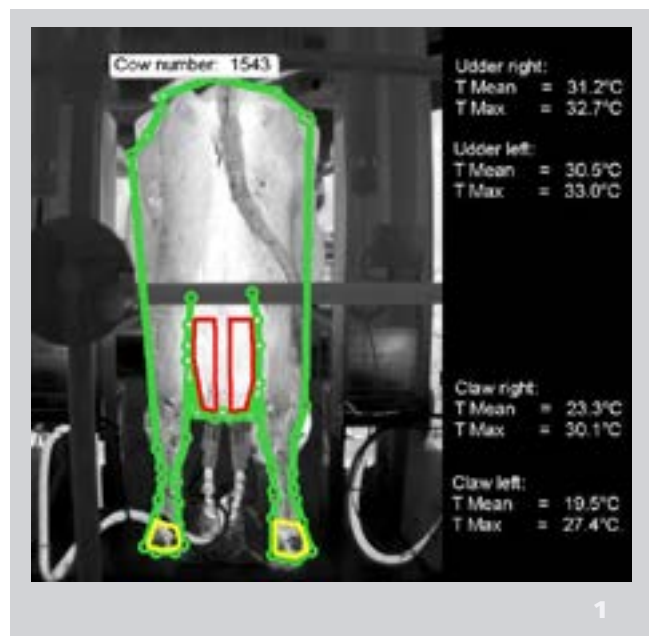 Cow number: 1543
Udder right:
T Mean = 31.2°C
T Max = 32.7°C
Udder left:
T Mean = 30.5°C
T Max = 33.0°C
Claw right:
T Mean = 23.3°C
T Max = 30.1°C
Claw left:
T Mean = 19.5°C
T Max = 27.4°C
1